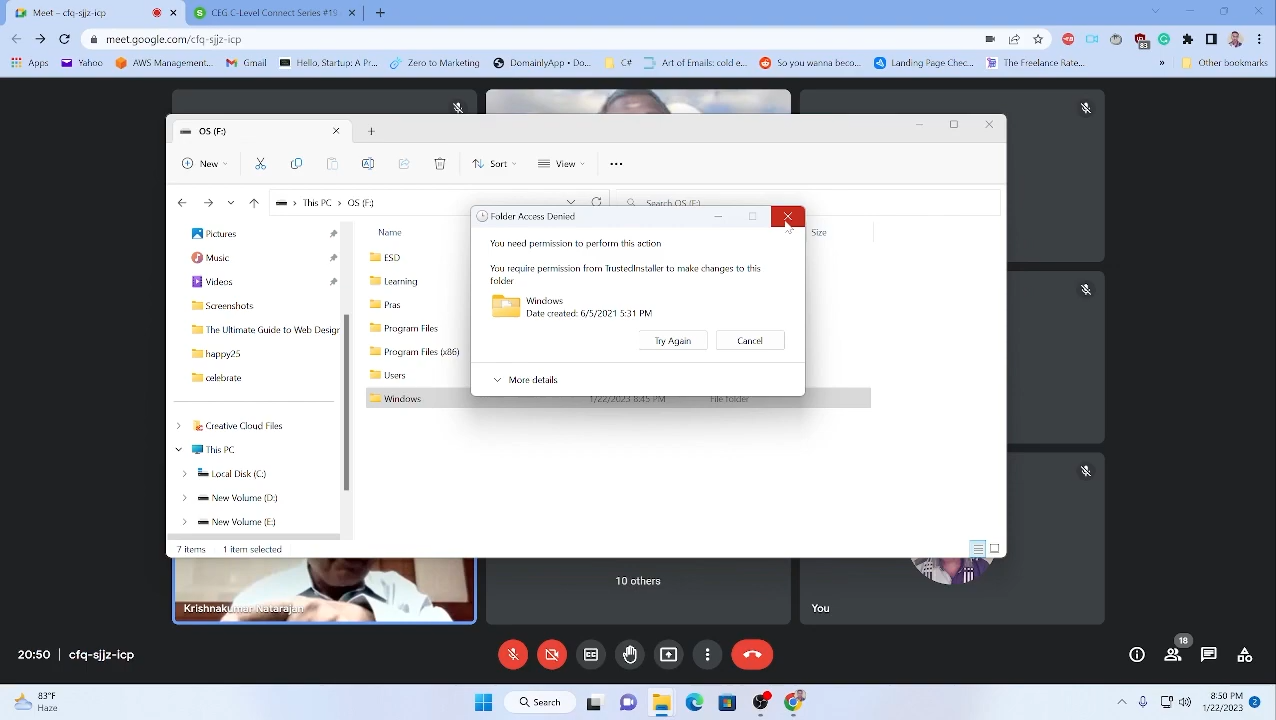 Meet – cfq-sjjz-icp
CEG C-Level Connect Series #19
meet.google.com/cfq-sjjz-icp
83
Apps
Yahoo
AWS Management...
Gmail
Hello, Startup: A Pr...
Zero to Marketing
DomainlyApp • Do...
C#
Art of Emails: cold e...
So you wanna beco...
Landing Page Chec...
The Freelance Rate...
»
Other bookmarks
OS (F:)
New
Sort
View
This PC
OS (F:)
Search OS (F:)
Pictures
Music
Videos
Screenshots
The Ultimate Guide to Web Design
happy25
celebrate
Creative Cloud Files
This PC
Local Disk (C:)
New Volume (D:)
New Volume (E:)
Name
Size
ESD
Learning
Pras
Program Files
Program Files (x86)
Users
Windows
1/22/2023 8:45 PM
File folder
Folder Access Denied
You need permission to perform this action
You require permission from TrustedInstaller to make changes to this
folder
Windows
Date created: 6/5/2021 5:31 PM
Try Again
Cancel
More details
7 items
1 item selected
Krishnakumar Natarajan
10 others
You
20:50
cfq-sjjz-icp
18
83°F
Haze
Search
8:50 PM
1/22/2023
2